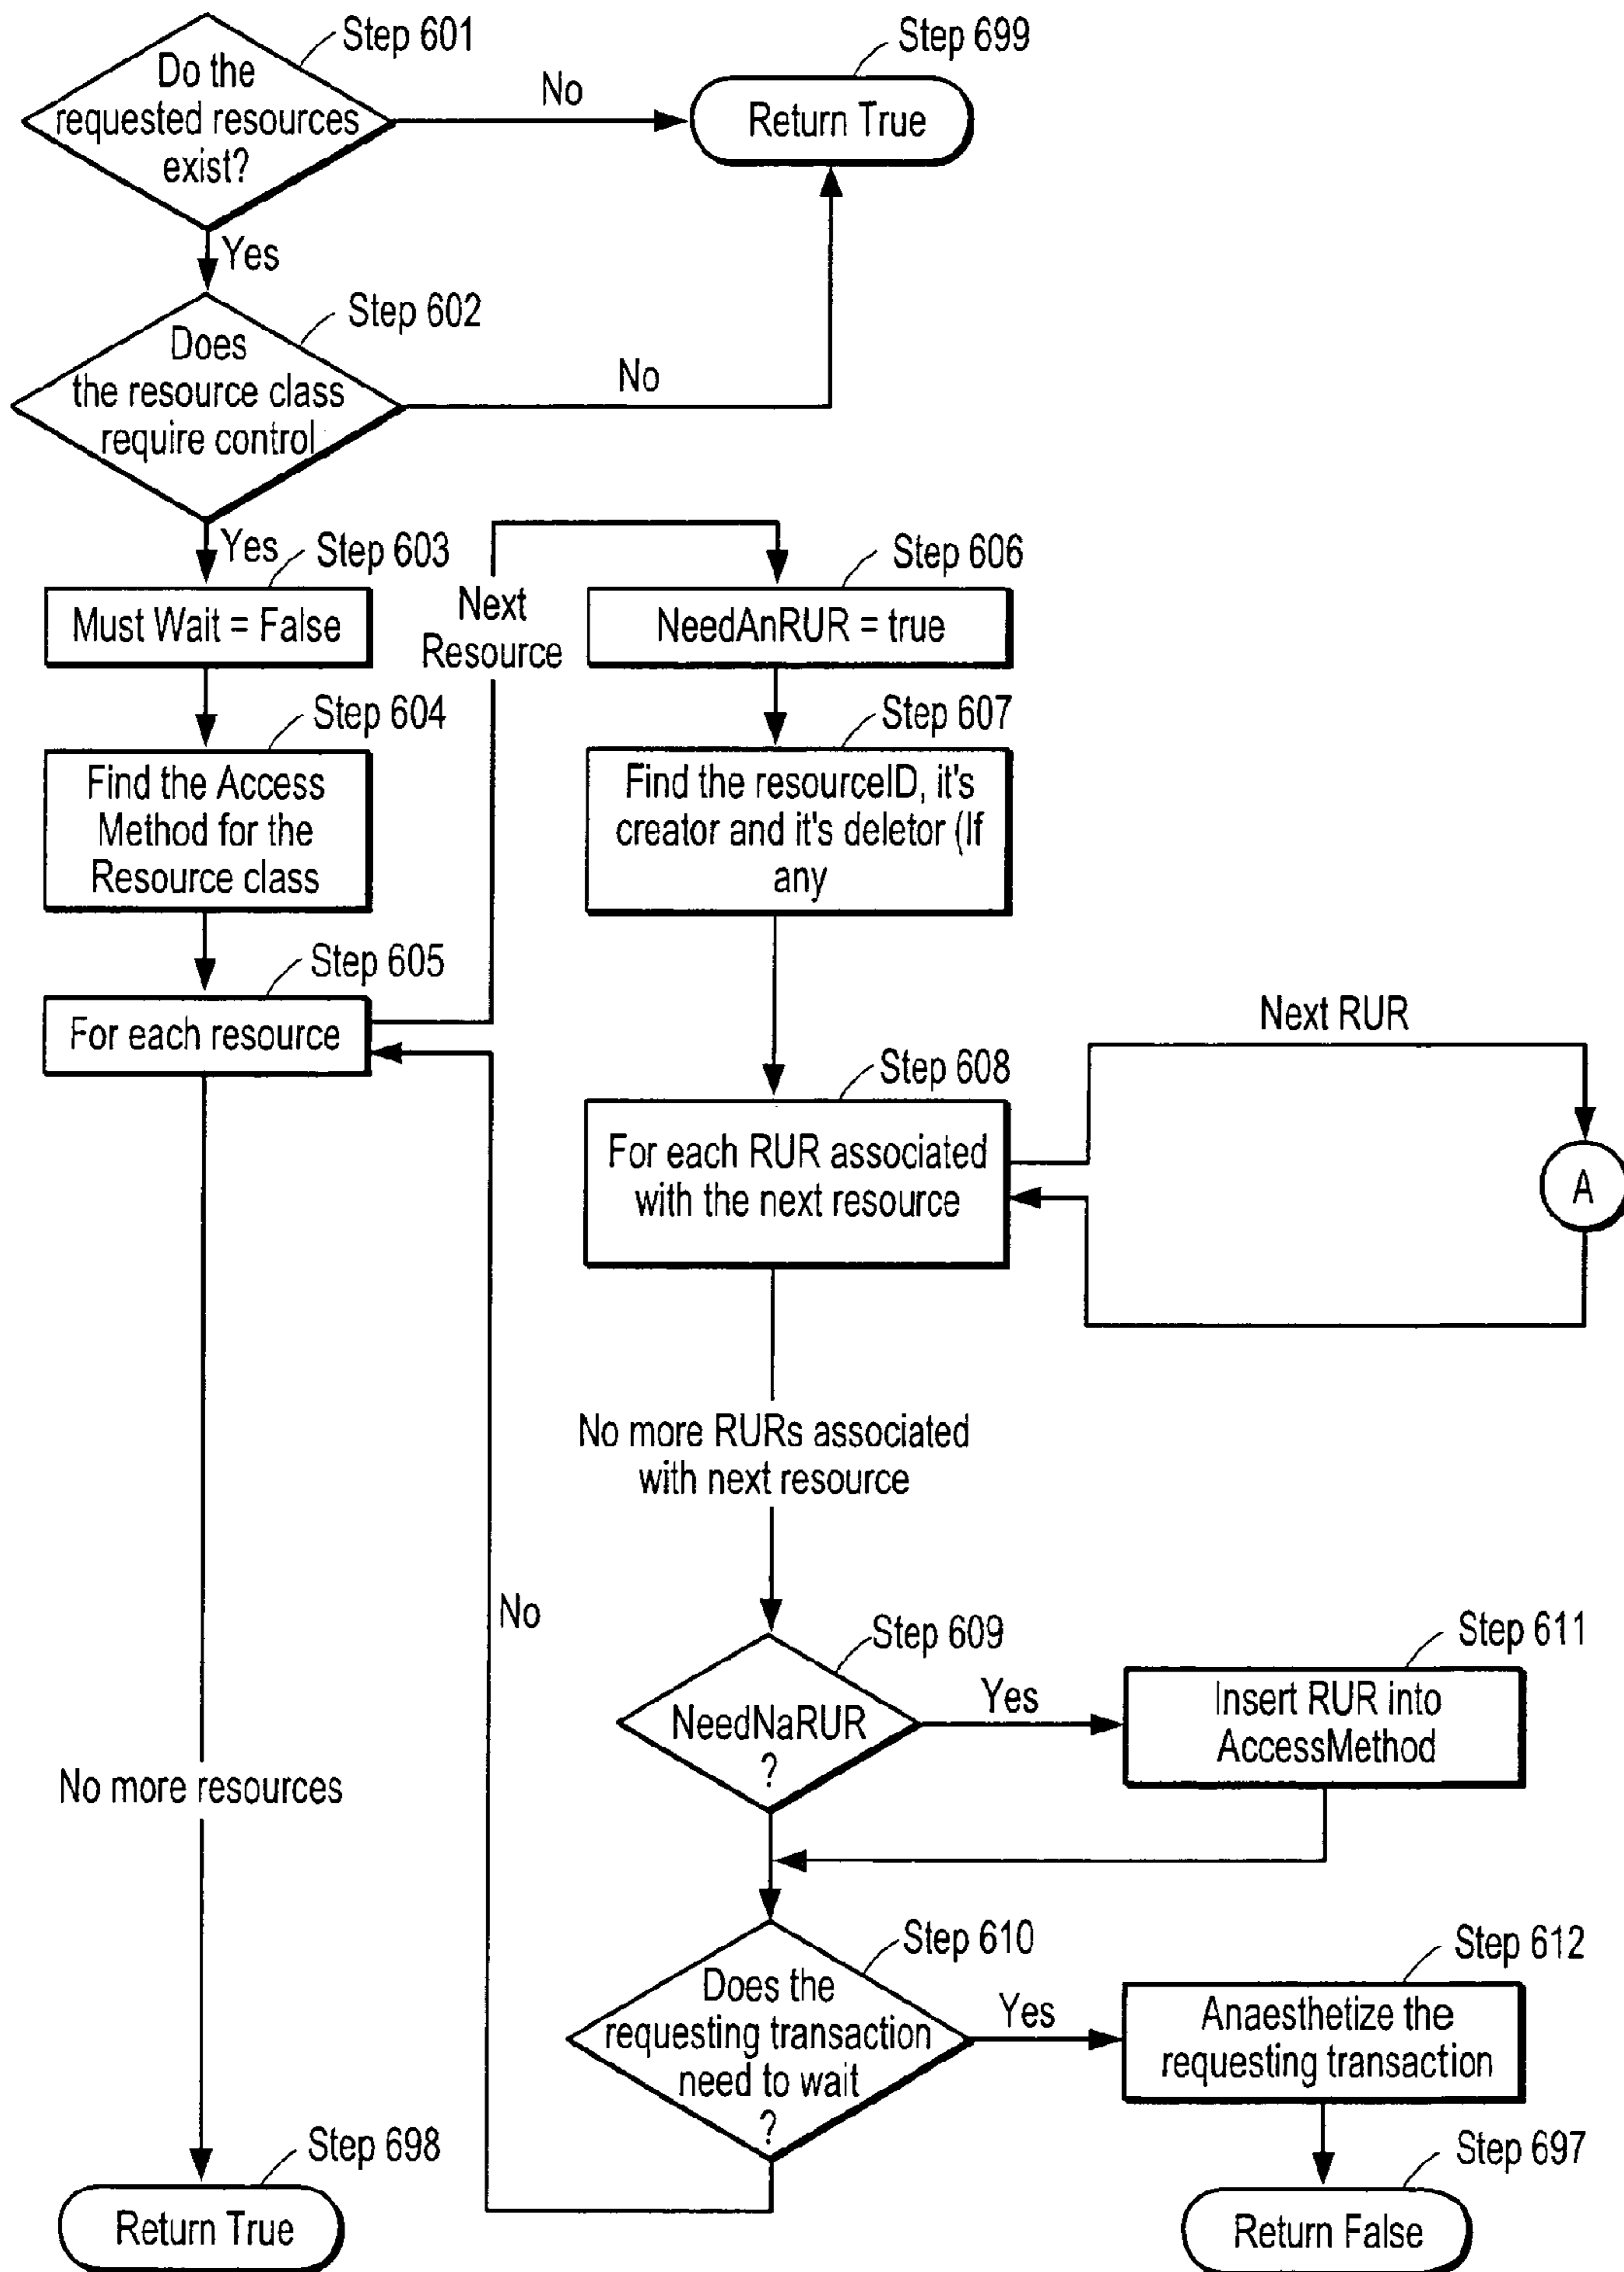 Step 601
Do the
requested resources
exist?
No
Step 699
Return True
Yes
Step 602
Does
the resource class
require control
No
Yes
Step 603
Must Wait = False
Step 604
Find the Access
Method for the
Resource class
Step 605
For each resource
Next
Resource
Step 606
NeedAnRUR = true
Step 607
Find the resourceID, it's
creator and it's deletor (If
any
Step 608
For each RUR associated
with the next resource
Next RUR
A
No more RURs associated
with next resource
No
Step 609
NeedNaRUR
?
Yes
Step 611
Insert RUR into
AccessMethod
No more resources
Step 610
Does the
requesting transaction
need to wait
?
Yes
Step 612
Anaesthetize the
requesting transaction
Step 698
Return True
Step 697
Return False